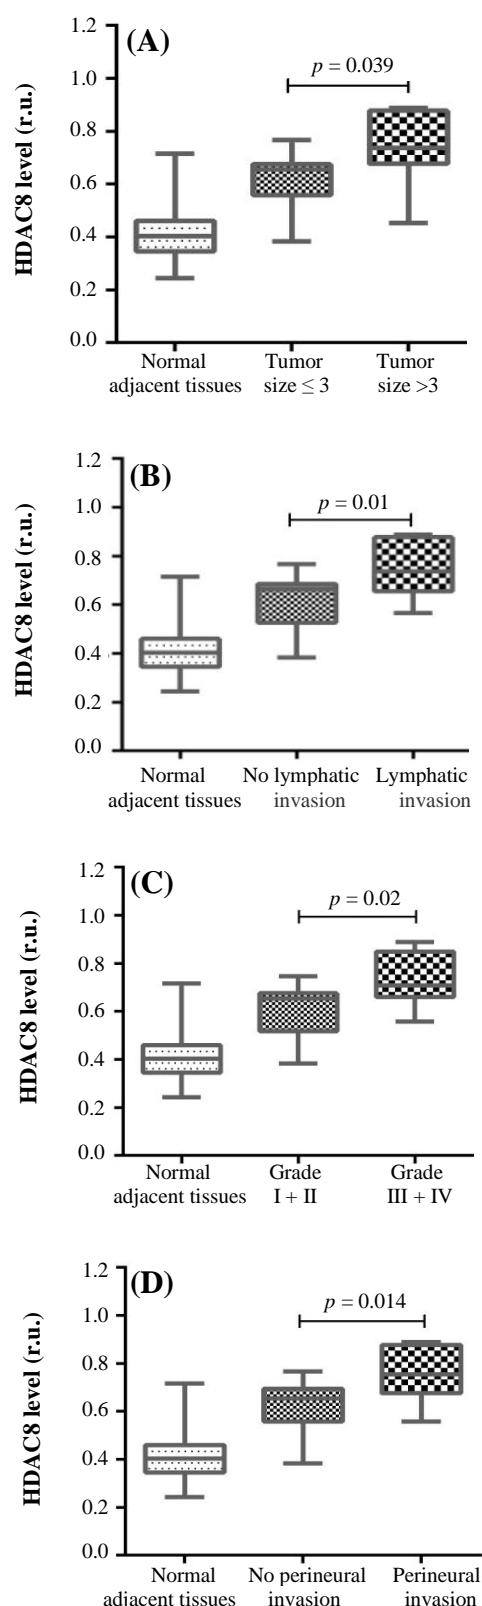 (A)
HDAC8 level (r.u.)
1.2
1.0
0.8
0.6
0.4
0.2
0.0
p = 0.039
Normal
adjacent tissues
Tumor
size ≤ 3
Tumor
size >3
(B)
HDAC8 level (r.u.)
1.2
1.0
0.8
0.6
0.4
0.2
0.0
p = 0.01
Normal
adjacent tissues
No lymphatic
invasion
Lymphatic
invasion
(C)
HDAC8 level (r.u.)
1.2
1.0
0.8
0.6
0.4
0.2
0.0
p = 0.02
Normal
adjacent tissues
Grade
I + II
Grade
III + IV
(D)
HDAC8 level (r.u.)
1.2
1.0
0.8
0.6
0.4
0.2
0.0
p = 0.014
Normal
adjacent tissues
No perineural
invasion
Perineural
invasion